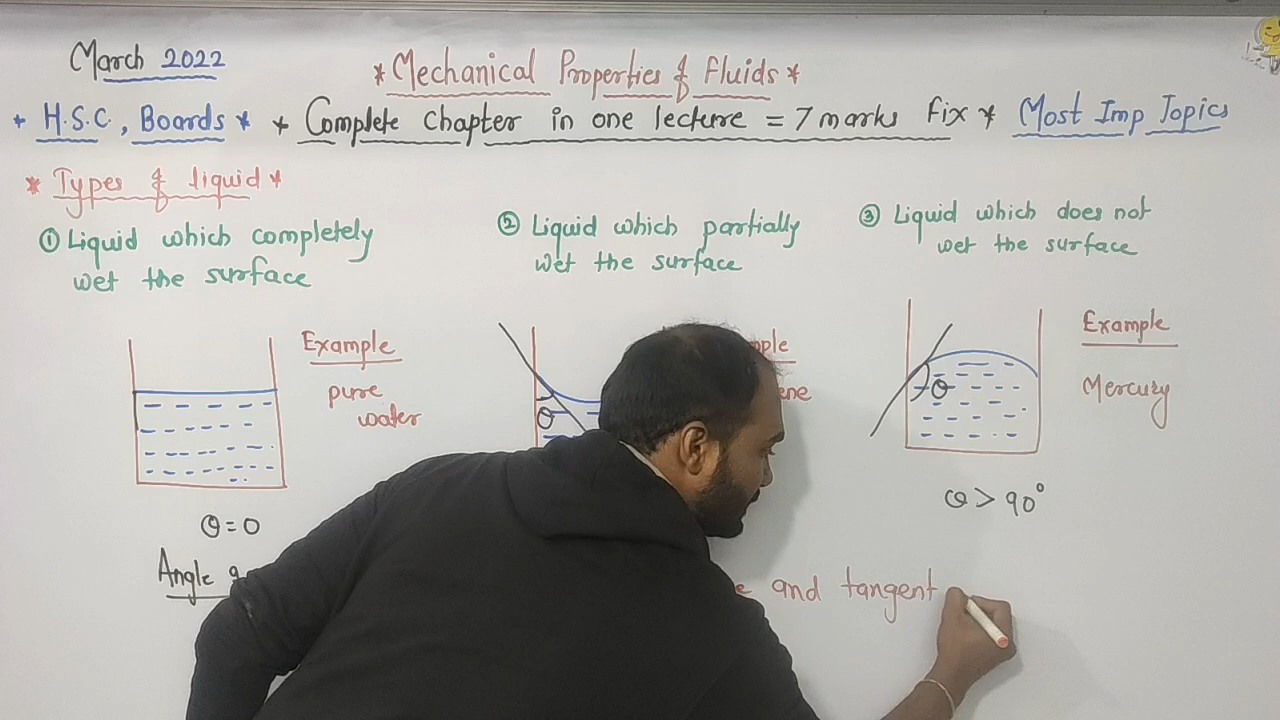 March 2022
*Mechanical Properties of Fluids*
* H.S.C., Boards * * Complete Chapter in one lecture = 7 marks fix * Most Imp Topics
* Types of liquid *
① Liquid which completely
wet the surface
② Liquid which partially
wet the surface
③ Liquid which does not
wet the surface
Example
pure
water
θ
θ
Example
Mercury
θ = 0
θ > 90°
Angle
and tangent